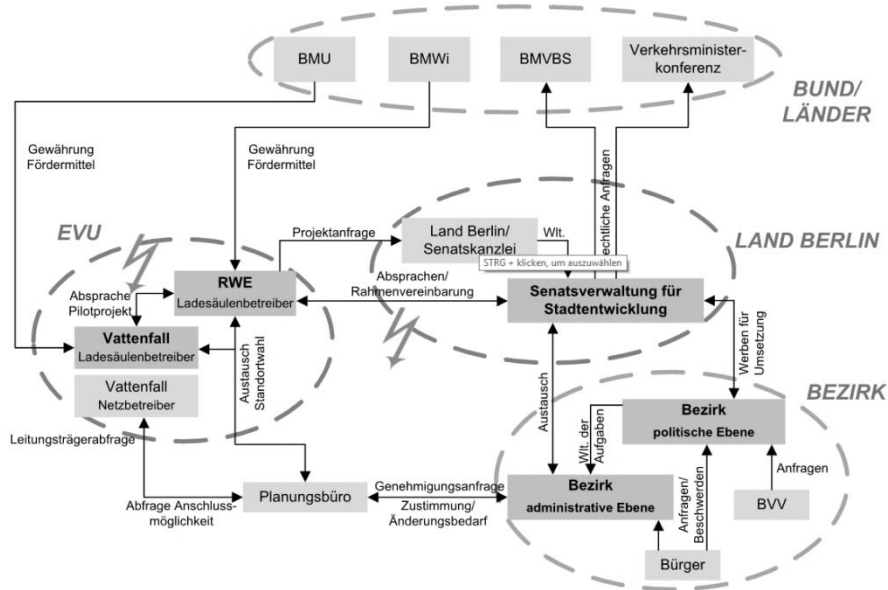 BMU
BMWi
BMVBS
Verkehrsminister-
konferenz
BUND/
LÄNDER
Gewährung
Fördermittel
Gewährung
Fördermittel
echtliche Anfragen
EVU
Projektanfrage
Land Berlin/
Senatskanzlei
Wlt.
LAND BERLIN
STRG + klicken, um auszuwählen
RWE
Ladesäulenbetreiber
Absprachen/
Rahmenvereinbarung
Senatsverwaltung für
Stadtentwicklung
Absprache
Pilotprojekt
Vattenfall
Ladesäulenbetreiber
Austausch
Standortwahl
Werben für
Umsetzung
Vattenfall
Netzbetreiber
BEZIRK
Austausch
Wlt. der
Aufgaben
Bezirk
politische Ebene
Leitungsträgerabfrage
Anfragen
Planungsbüro
Genehmigungsanfrage
Bezirk
administrative Ebene
Anfragen/
Beschwerden
BVV
Abfrage Anschluss-
möglichkeit
Zustimmung/
Änderungsbedarf
Bürger